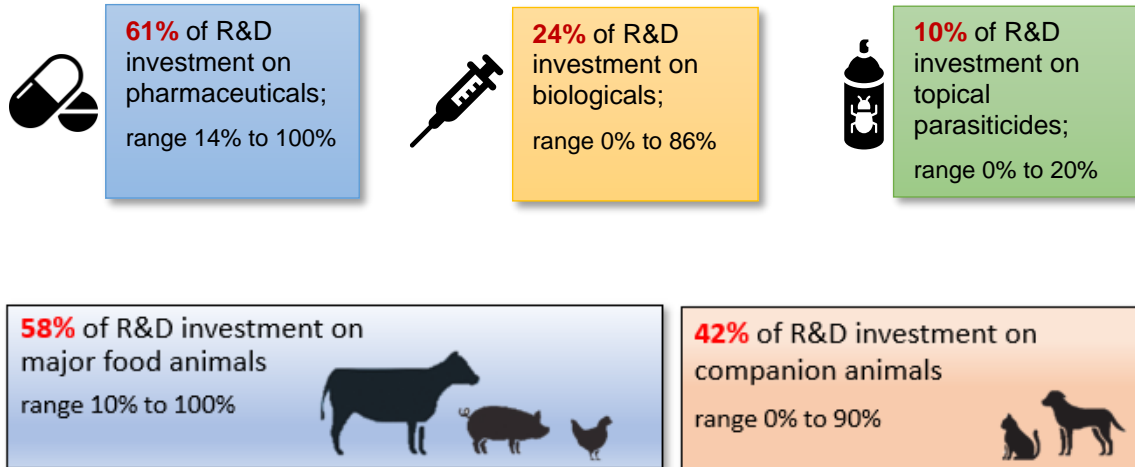 61% of R&D
investment on
pharmaceuticals;
range 14% to 100%
24% of R&D
investment on
biologicals;
range 0% to 86%
10% of R&D
investment on
topical
parasiticides;
range 0% to 20%
58% of R&D investment on
major food animals
range 10% to 100%
42% of R&D investment on
companion animals
range 0% to 90%